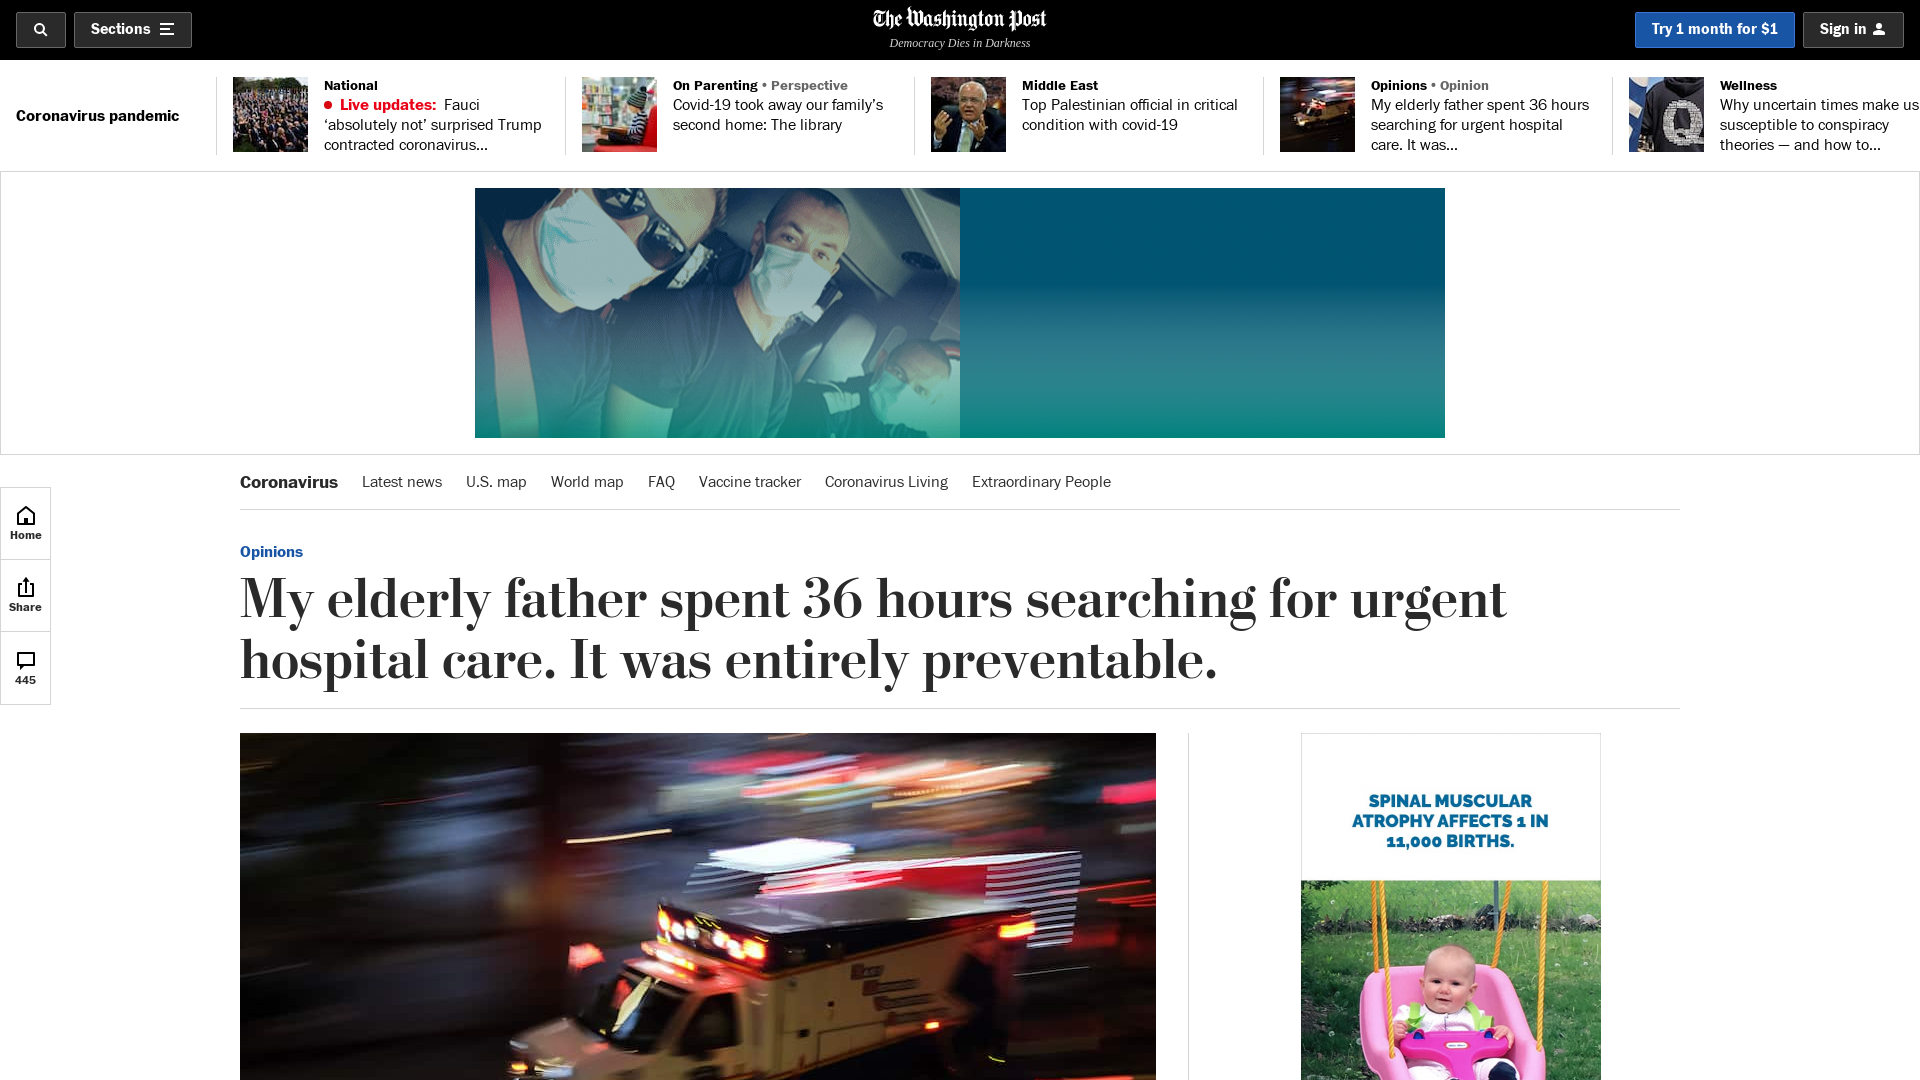 Sections
The Washington Post
Democracy Dies in Darkness
Try 1 month for $1
Sign in
Coronavirus pandemic
National
Live updates: Fauci
‘absolutely not’ surprised Trump
contracted coronavirus...
On Parenting • Perspective
Covid-19 took away our family’s
second home: The library
Middle East
Top Palestinian official in critical
condition with covid-19
Opinions • Opinion
My elderly father spent 36 hours
searching for urgent hospital
care. It was...
Wellness
Why uncertain times make us
susceptible to conspiracy
theories — and how to...
Coronavirus
Latest news
U.S. map
World map
FAQ
Vaccine tracker
Coronavirus Living
Extraordinary People
Home
Share
445
Opinions
My elderly father spent 36 hours searching for urgent
hospital care. It was entirely preventable.
SPINAL MUSCULAR
ATROPHY AFFECTS 1 IN
11,000 BIRTHS.